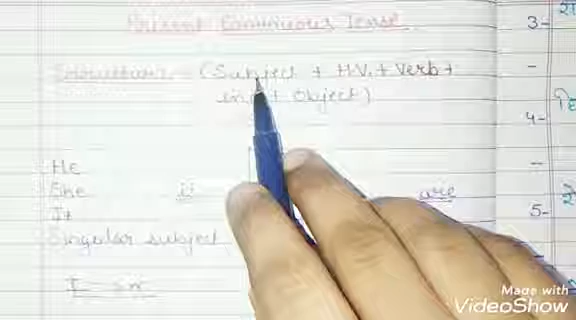 Present Continuous Tense
Structure - (Subject + H.V. + Verb +
ing + Object)
He
She is are
It
Singular subject
I am
3-
4-
5-
Made with
VideoShow